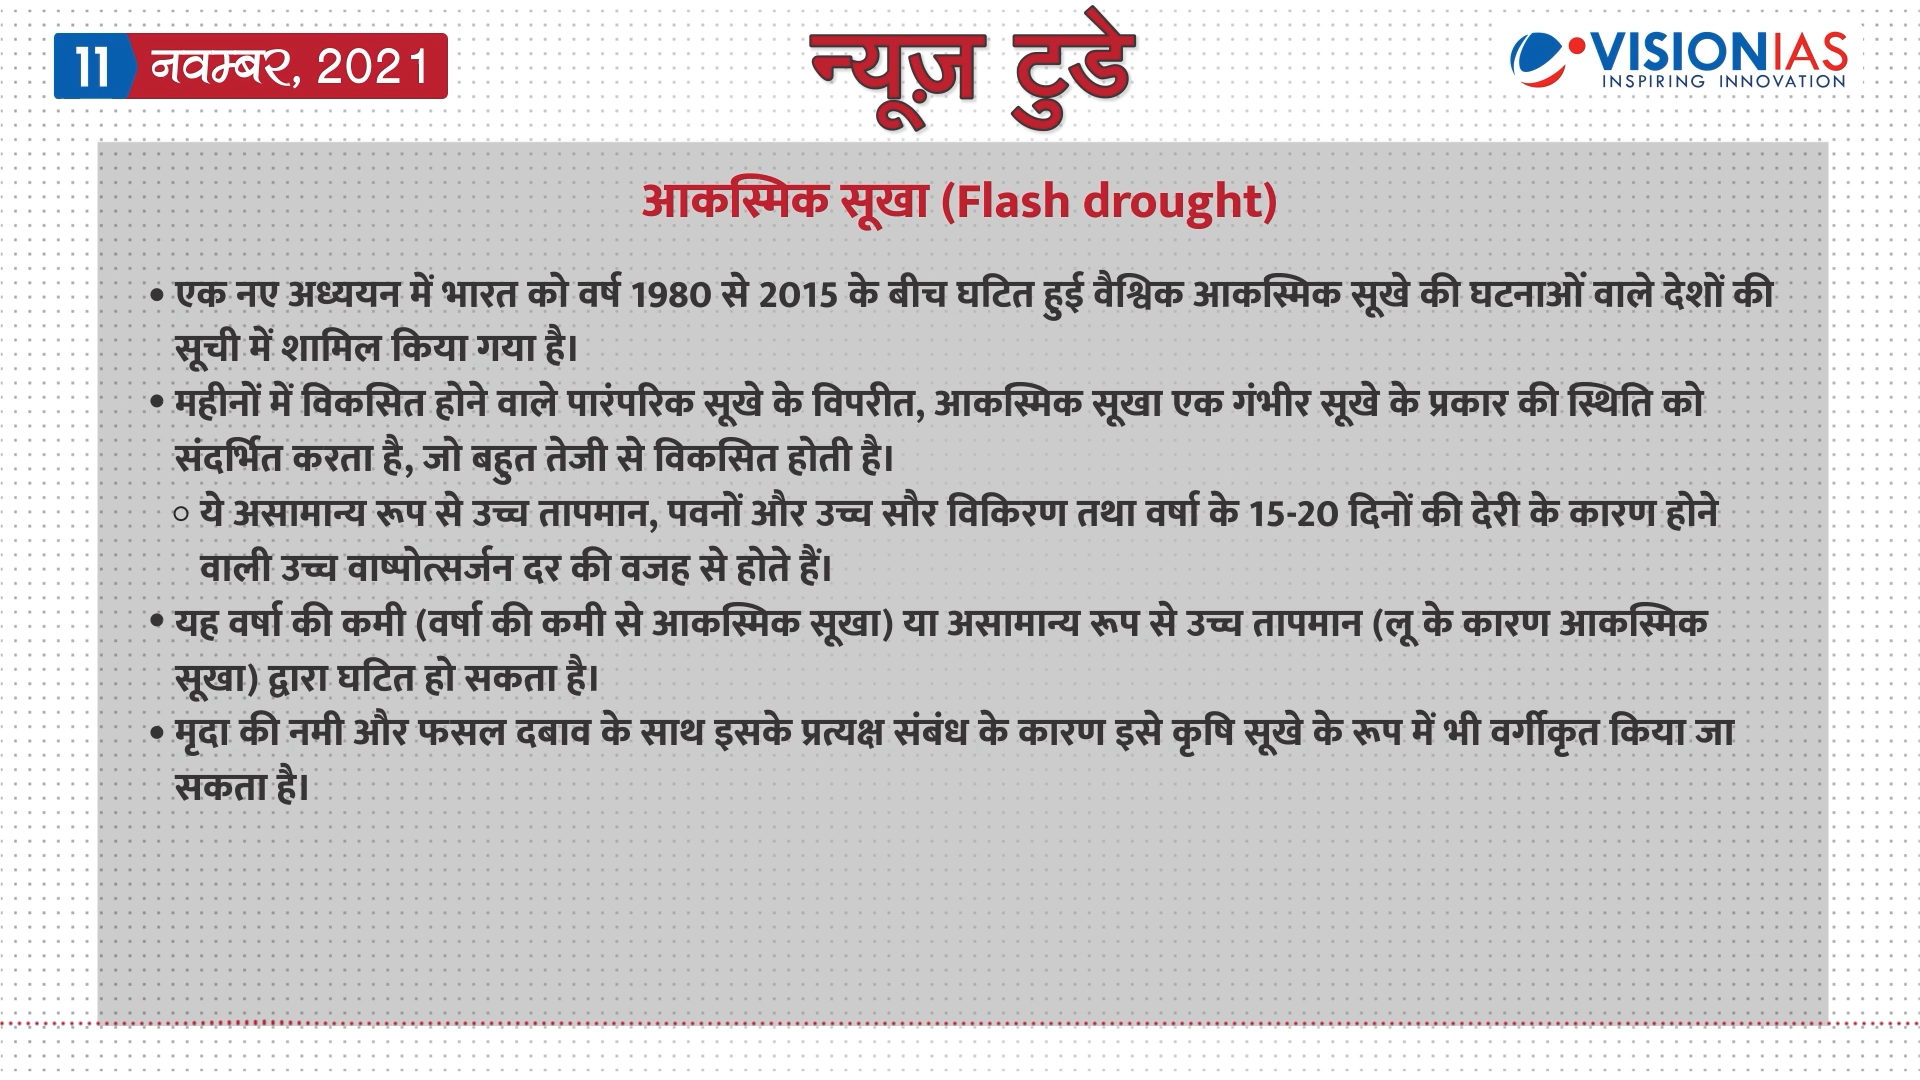 11 नवम्बर, 2021
न्यूज़ टुडे
VISIONIAS
INSPIRING INNOVATION
आकस्मिक सूखा (Flash drought)
• एक नए अध्ययन में भारत को वर्ष 1980 से 2015 के बीच घटित हुई वैश्विक आकस्मिक सूखे की घटनाओं वाले देशों की
सूची में शामिल किया गया है।
• महीनों में विकसित होने वाले पारंपरिक सूखे के विपरीत, आकस्मिक सूखा एक गंभीर सूखे के प्रकार की स्थिति को
संदर्भित करता है, जो बहुत तेजी से विकसित होती है।
○ ये असामान्य रूप से उच्च तापमान, पवनों और उच्च सौर विकिरण तथा वर्षा के 15-20 दिनों की देरी के कारण होने
वाली उच्च वाष्पोत्सर्जन दर की वजह से होते हैं।
• यह वर्षा की कमी (वर्षा की कमी से आकस्मिक सूखा) या असामान्य रूप से उच्च तापमान (लू के कारण आकस्मिक
सूखा) द्वारा घटित हो सकता है।
• मृदा की नमी और फसल दबाव के साथ इसके प्रत्यक्ष संबंध के कारण इसे कृषि सूखे के रूप में भी वर्गीकृत किया जा
सकता है।